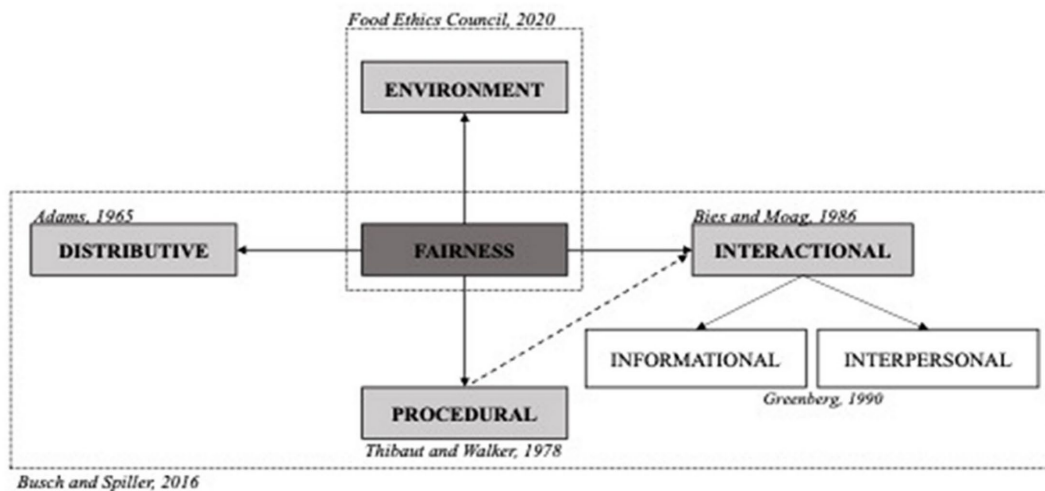 Food Ethics Council, 2020
ENVIRONMENT
Adams, 1965
Bies and Moag, 1986
DISTRIBUTIVE
FAIRNESS
INTERACTIONAL
INFORMATIONAL
INTERPERSONAL
Greenberg, 1990
PROCEDURAL
Thibaut and Walker, 1978
Busch and Spiller, 2016